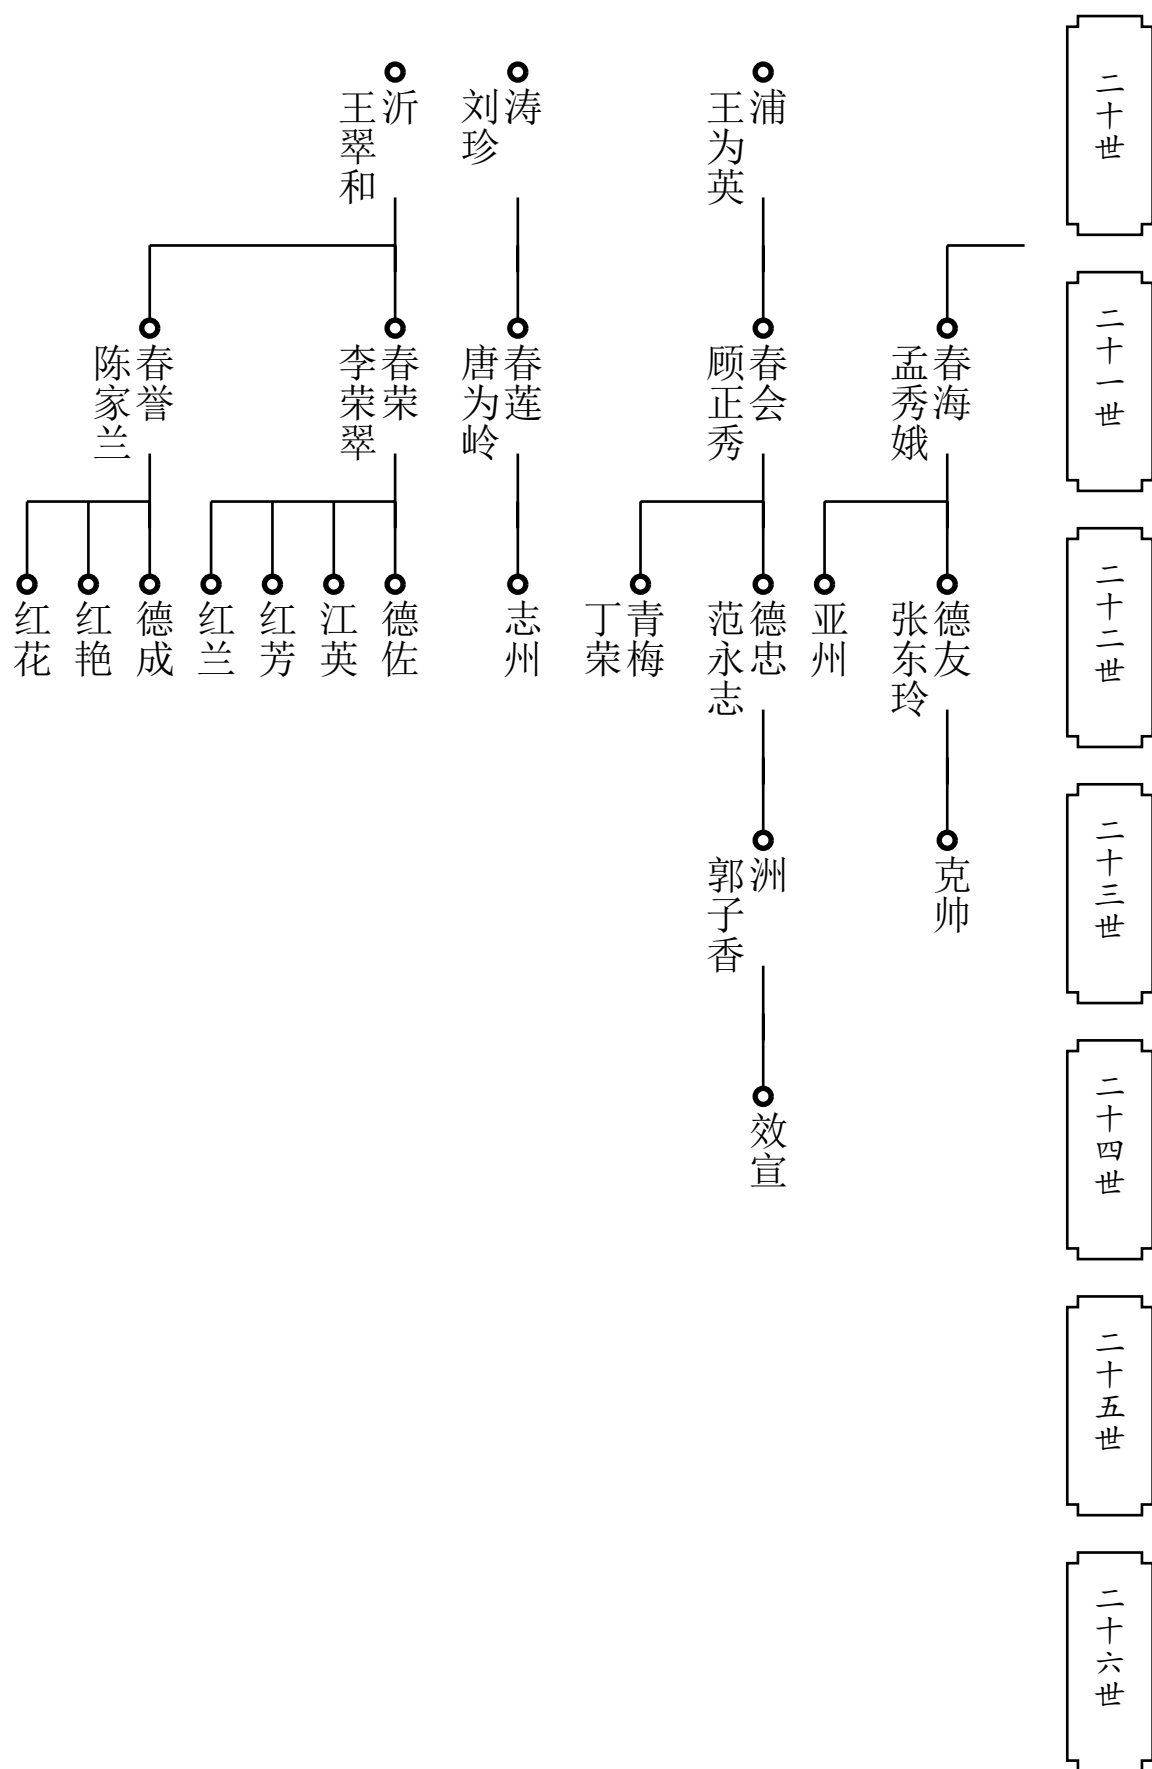 二十世
浦
王为英
涛
刘珍
沂
王翠和
二十一世
春海
孟秀娥
春会
顾正秀
春莲
唐为岭
春荣
李荣翠
春誉
陈家兰
二十二世
德友
张东玲
亚州
德忠
范永志
青梅
丁荣
志州
德佐
江英
红芳
红兰
德成
红艳
红花
二十三世
克帅
洲
郭子香
二十四世
效宣
二十五世
二十六世